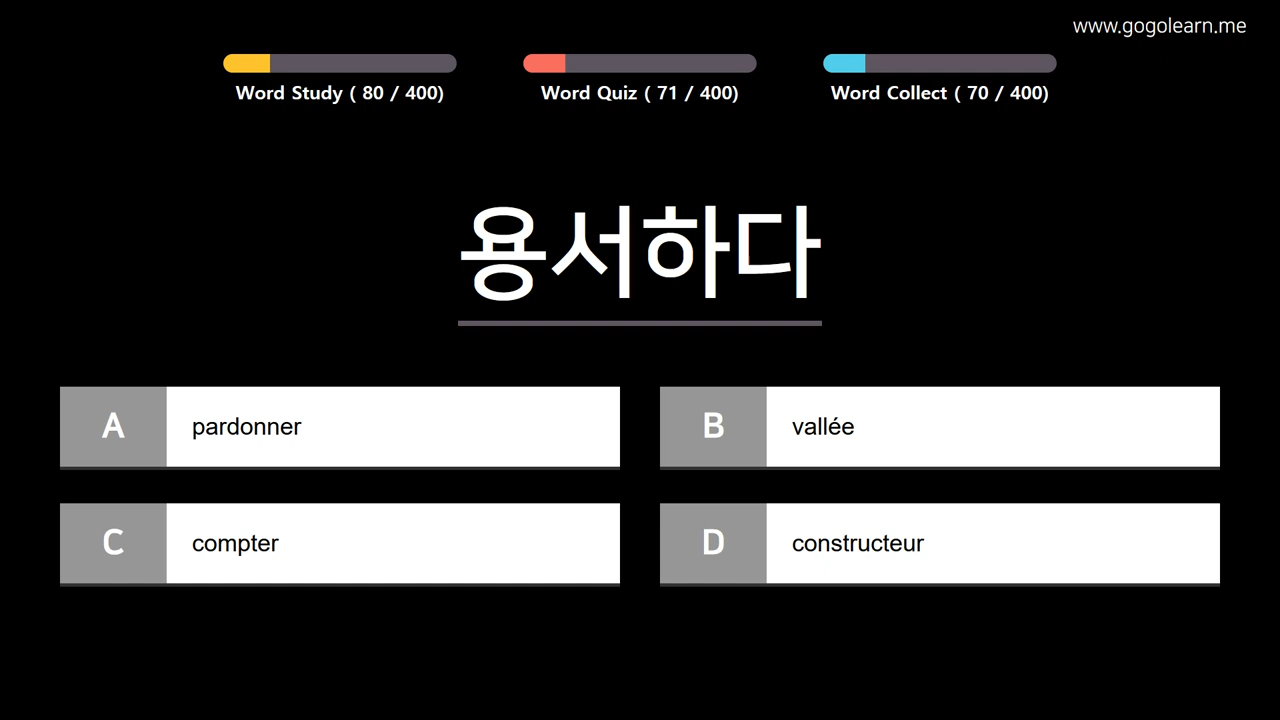 www.gogolearn.me
Word Study ( 80 / 400)
Word Quiz ( 71 / 400)
Word Collect ( 70 / 400)
용서하다
A
pardonner
B
vallée
C
compter
D
constructeur